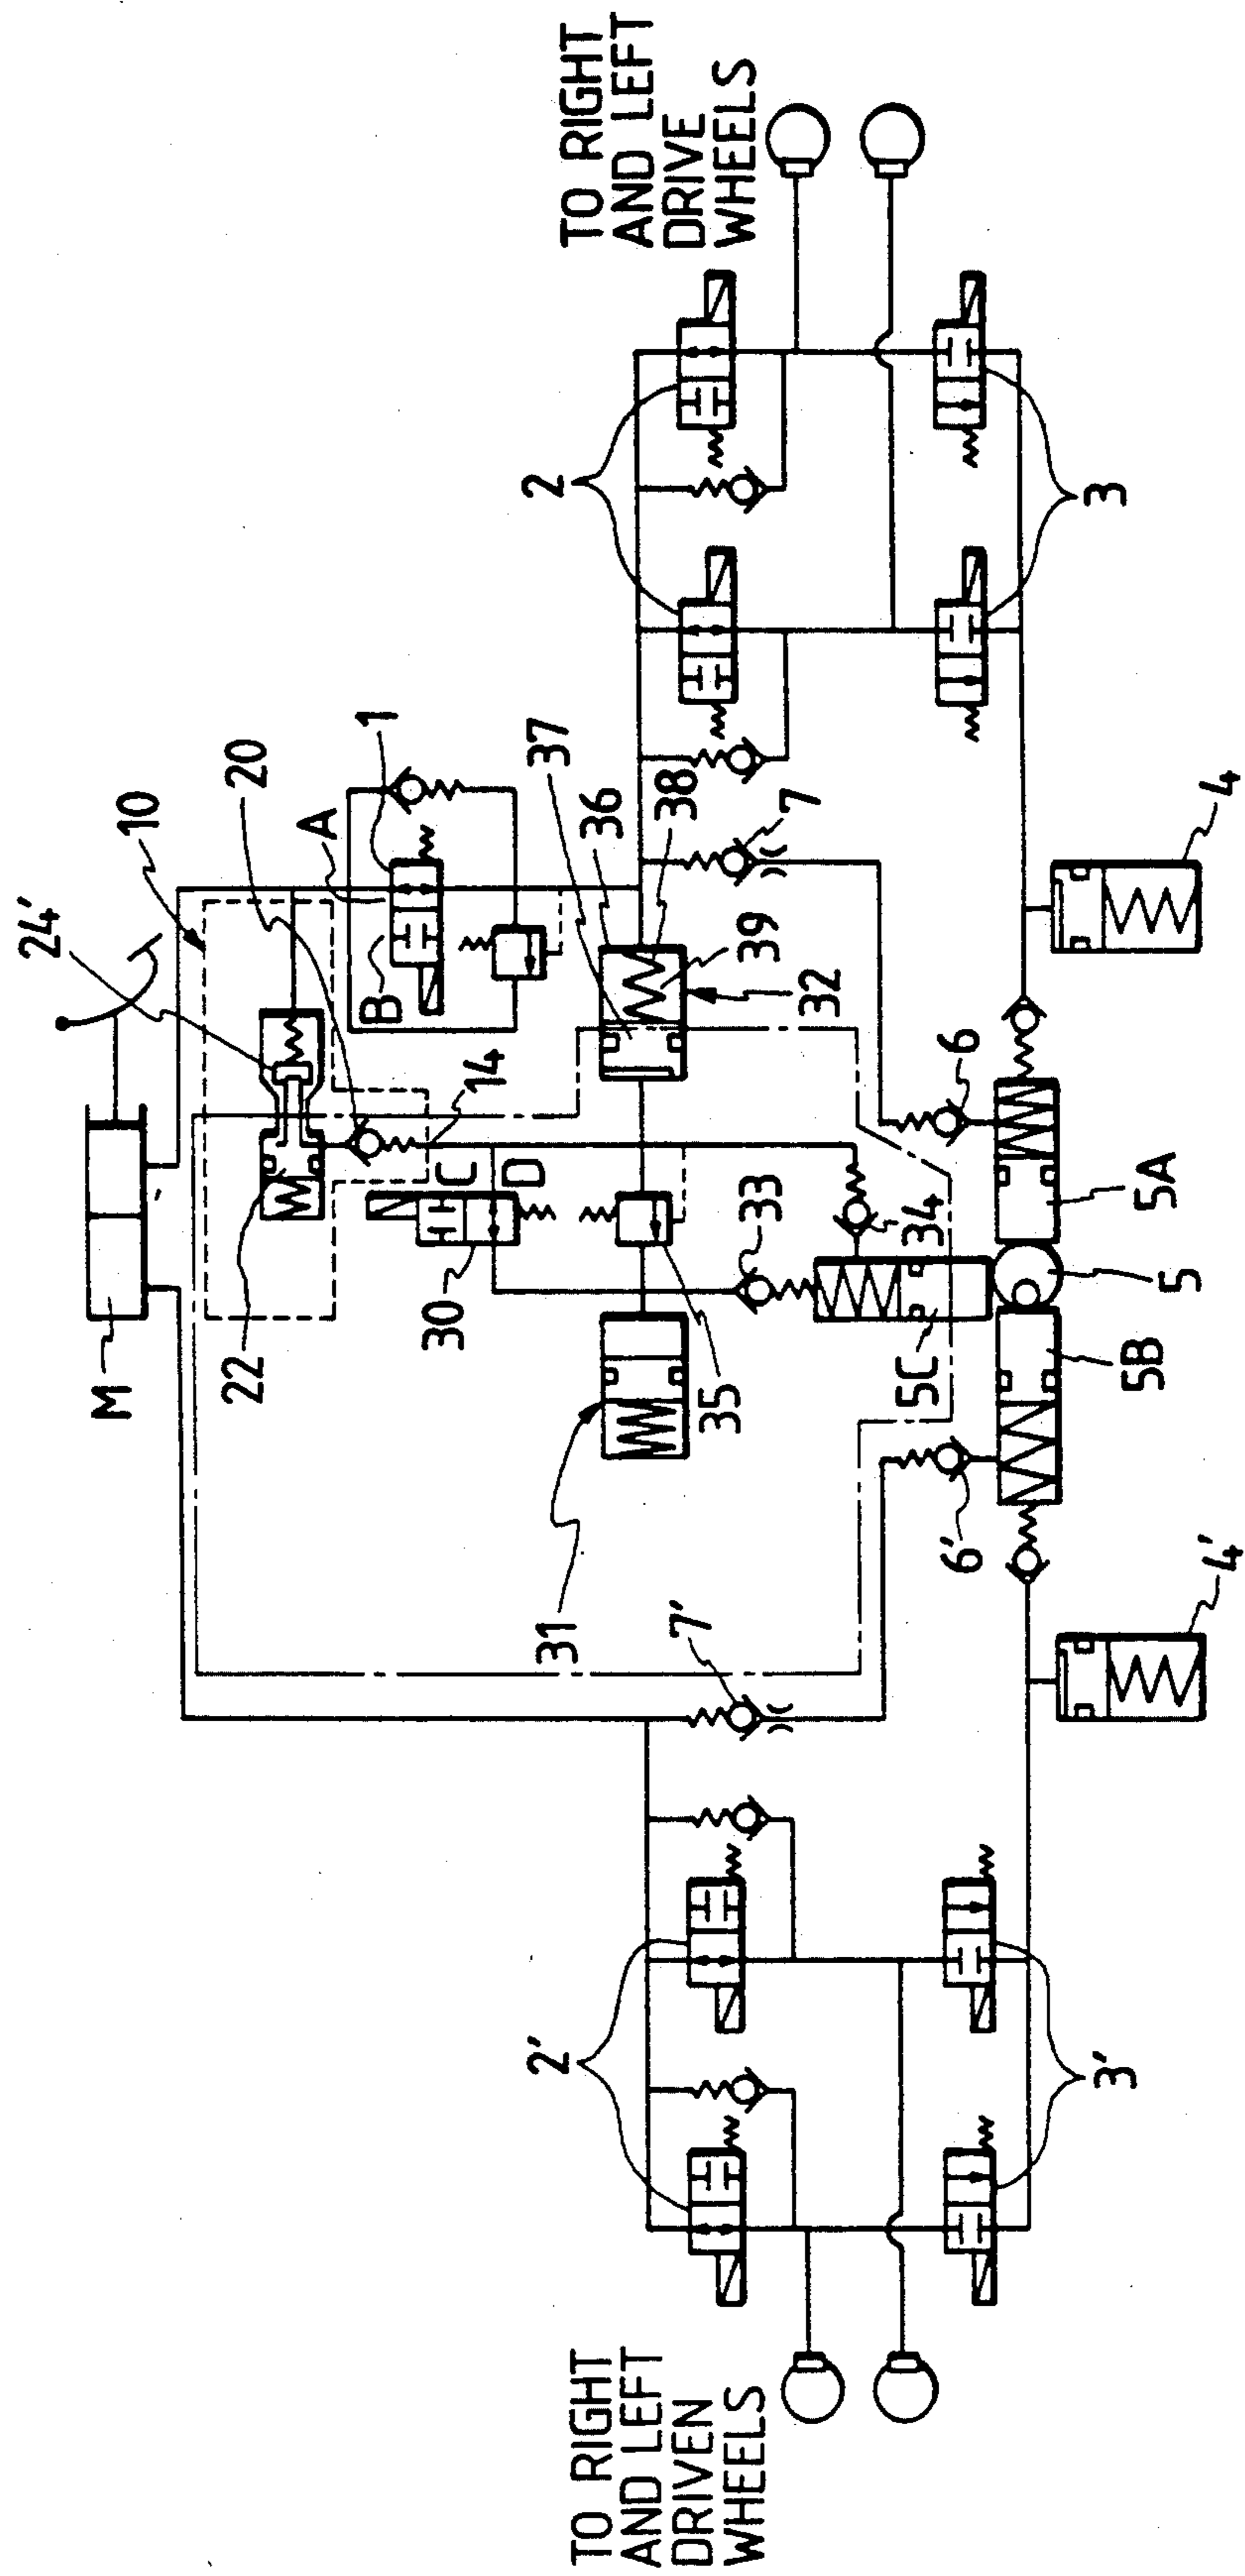 M
24'
10
20
A
1
B
22
14
C
D
30
31
35
33
34
5C
37
36
38
39
32
7
6
5A
5
5B
6'
7'
4
4'
2
3
2'
3'
TO RIGHT
AND LEFT
DRIVE
WHEELS
TO RIGHT
AND LEFT
DRIVEN
WHEELS